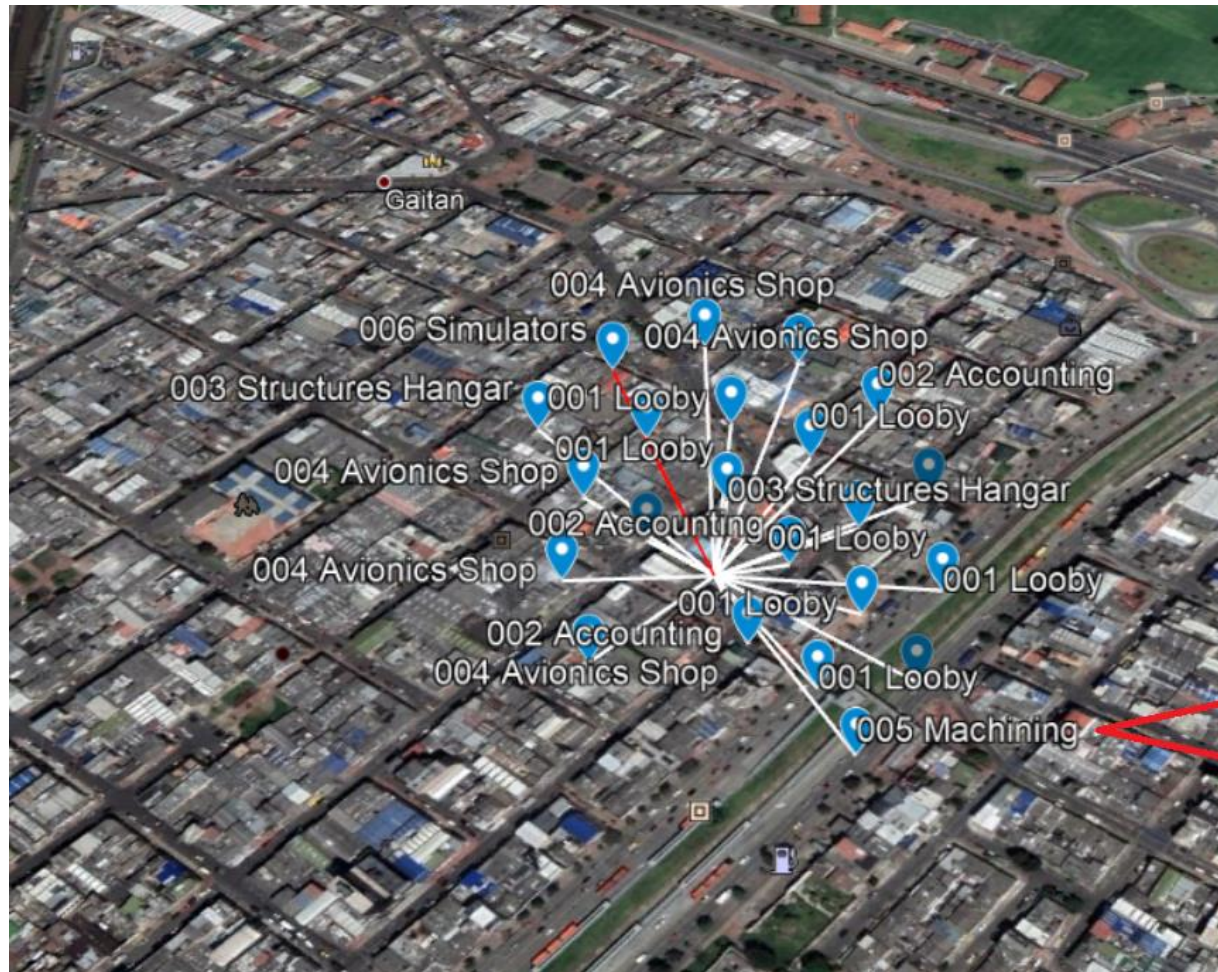 Gaitan
004 Avionics Shop
006 Simulators
004 Avionics Shop
002 Accounting
003 Structures Hangar
001 Looby
001 Looby
001 Looby
004 Avionics Shop
003 Structures Hangar
002 Accounting
001 Looby
004 Avionics Shop
001 Looby
001 Looby
002 Accounting
004 Avionics Shop
001 Looby
005 Machining